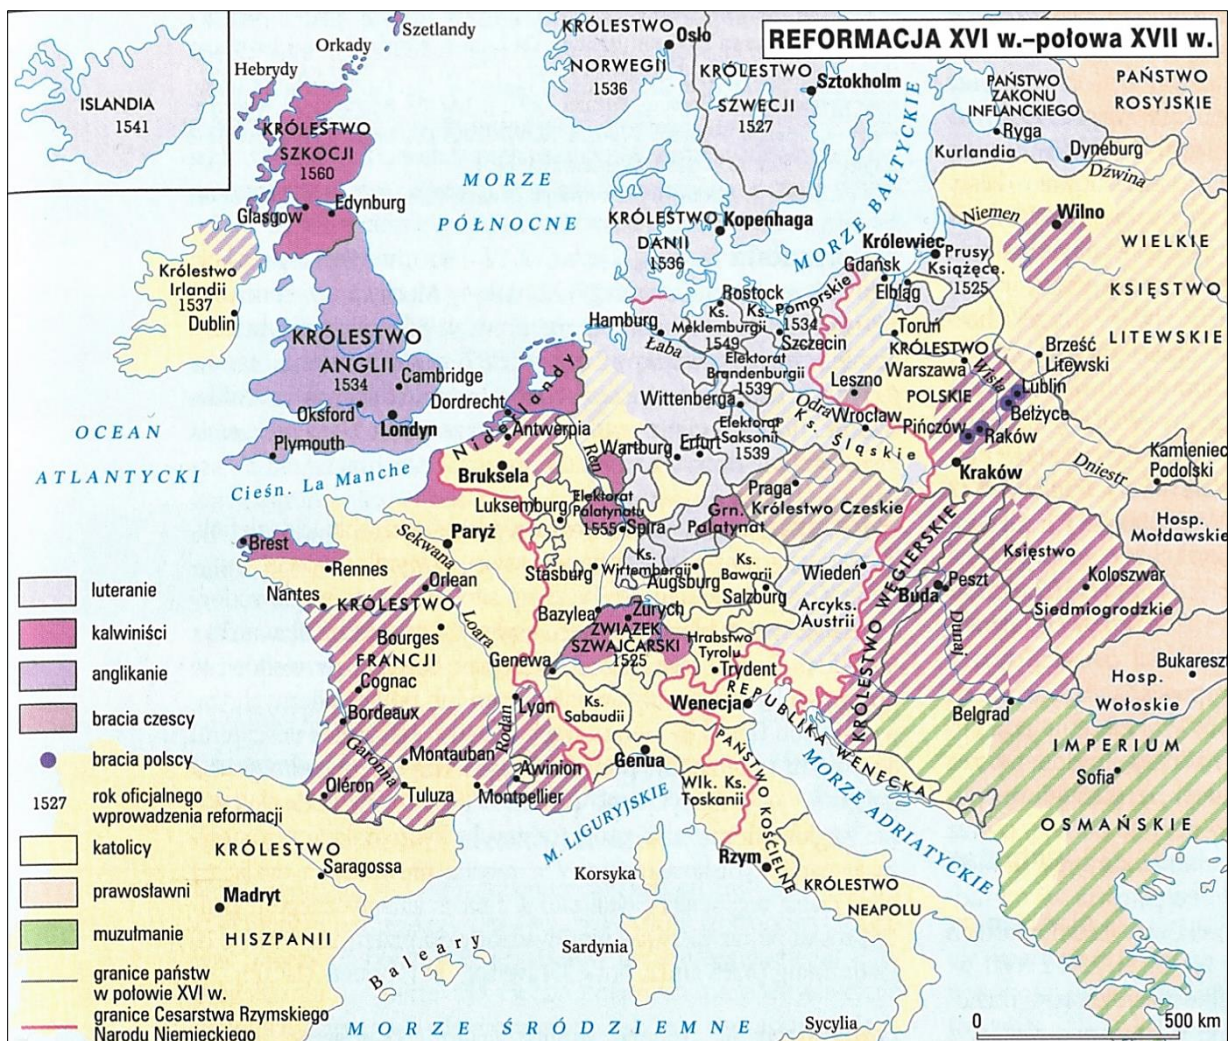 REFORMACJA XVI w.–połowa XVII w.
ISLANDIA
1541
Szetlandy
Orkady
Hebrydy
KRÓLESTWO
SZKOCJI
1560
Glasgow
Edynburg
KRÓLESTWO
NORWEGII
1536
Oslo
KRÓLESTWO
SZWECJI
1527
Sztokholm
PAŃSTWO
ZAKONU
INFLANCKIEGO
Ryga
Kurlandia
Dyneburg
Dźwina
PAŃSTWO
ROSYJSKIE
MORZE
PÓŁNOCNE
MORZE BAŁTYCKIE
KRÓLESTWO
DANII
1536
Kopenhaga
Niemen
Wilno
WIELKIE
KSIĘSTWO
LITEWSKIE
Królewiec
Prusy
Książęce
1525
Gdańsk
Elbląg
Królestwo
Irlandii
1537
Dublin
KRÓLESTWO
ANGLII
1534
Cambridge
Oksford
Londyn
Plymouth
Hamburg
Łaba
Rostock
Ks.
Meklemburgii
1549
Ks. Pomorskie
1534
Szczecin
Elektorat
Brandenburgii
1539
Toruń
KRÓLESTWO
Warszawa
POLSKIE
Wisła
Brześć
Litewski
Leszno
Lublin
Bełżyce
Dordrecht
Niderlandy
Antwerpia
Bruksela
Wittenberga
Odra
Wrocław
Ks. Śląskie
Pińczów
Raków
Kraków
Wartburg
Erfurt
Elektorat
Saksonii
1539
Ren
OCEAN
ATLANTYCKI
Cieśn. La Manche
Luksemburg
Elektorat
Palatynatu
1555
Spira
Grn.
Palatynat
Praga
Królestwo Czeskie
Dniestr
Kamieniec
Podolski
Hosp.
Mołdawskie
Brest
Rennes
Sekwana
Paryż
Nantes
Orlean
KRÓLESTWO
FRANCJI
Bourges
Loara
Cognac
Bordeaux
Garonna
Montauban
Oléron
Tuluza
Montpellier
Rodan
Lyon
Awinion
Stasburg
Ks.
Wirtembergii
Augsburg
Ks.
Bawarii
Salzburg
Wiedeń
Arcyks.
Austrii
Bazylea
Zurych
ZWIĄZEK
SZWAJCARSKI
1525
Genewa
Hrabstwo
Tyrolu
Trydent
KRÓLESTWO WĘGIERSKIE
Buda
Peszt
Dunaj
Księstwo
Siedmiogrodzkie
Koloszwar
Bukareszt
Hosp.
Wołoskie
Belgrad
Ks.
Sabaudii
Genua
Wenecja
REPUBLIKA WENECKA
PAŃSTWO KOŚCIELNE
Wlk. Ks.
Toskanii
M. LIGURYJSKIE
MORZE ADRIATYCKIE
IMPERIUM
OSMAŃSKIE
Sofia
Rzym
KRÓLESTWO
NEAPOLU
Korsyka
Sardynia
Sycylia
KRÓLESTWO
HISZPANII
Saragossa
Madryt
Baleary
MORZE ŚRÓDZIEMNE
luteranie
kalwiniści
anglikanie
bracia czescy
bracia polscy
1527 rok oficjalnego
wprowadzenia reformacji
katolicy
prawosławni
muzułmanie
granice państw
w połowie XVI w.
granice Cesarstwa Rzymskiego
Narodu Niemieckiego
0 500 km